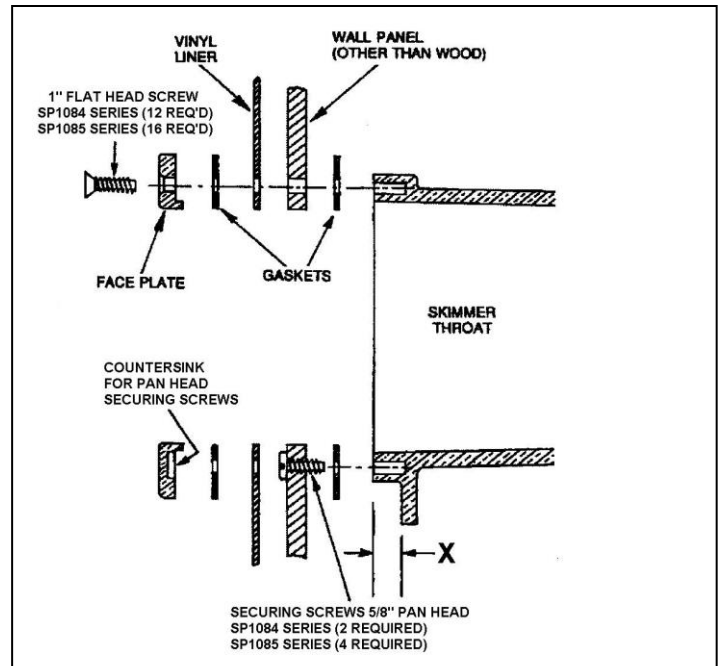 VINYL
LINER
WALL PANEL
(OTHER THAN WOOD)
1" FLAT HEAD SCREW
SP1084 SERIES (12 REQ'D)
SP1085 SERIES (16 REQ'D)
FACE PLATE
GASKETS
SKIMMER
THROAT
COUNTERSINK
FOR PAN HEAD
SECURING SCREWS
X
SECURING SCREWS 5/8" PAN HEAD
SP1084 SERIES (2 REQUIRED)
SP1085 SERIES (4 REQUIRED)